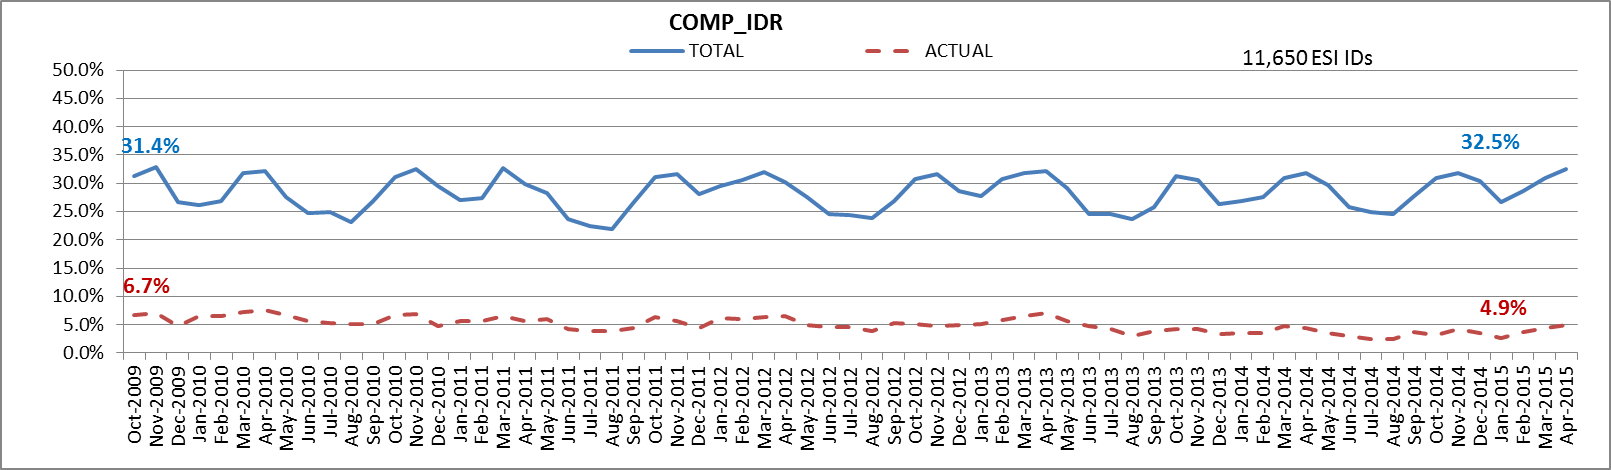 COMP_IDR
TOTAL
ACTUAL
11,650 ESI IDs
50.0%
45.0%
40.0%
35.0%
30.0%
25.0%
20.0%
15.0%
10.0%
5.0%
0.0%
31.4%
32.5%
6.7%
4.9%
Oct-2009
Nov-2009
Dec-2009
Jan-2010
Feb-2010
Mar-2010
Apr-2010
May-2010
Jun-2010
Jul-2010
Aug-2010
Sep-2010
Oct-2010
Nov-2010
Dec-2010
Jan-2011
Feb-2011
Mar-2011
Apr-2011
May-2011
Jun-2011
Jul-2011
Aug-2011
Sep-2011
Oct-2011
Nov-2011
Dec-2011
Jan-2012
Feb-2012
Mar-2012
Apr-2012
May-2012
Jun-2012
Jul-2012
Aug-2012
Sep-2012
Oct-2012
Nov-2012
Dec-2012
Jan-2013
Feb-2013
Mar-2013
Apr-2013
May-2013
Jun-2013
Jul-2013
Aug-2013
Sep-2013
Oct-2013
Nov-2013
Dec-2013
Jan-2014
Feb-2014
Mar-2014
Apr-2014
May-2014
Jun-2014
Jul-2014
Aug-2014
Sep-2014
Oct-2014
Nov-2014
Dec-2014
Jan-2015
Feb-2015
Mar-2015
Apr-2015